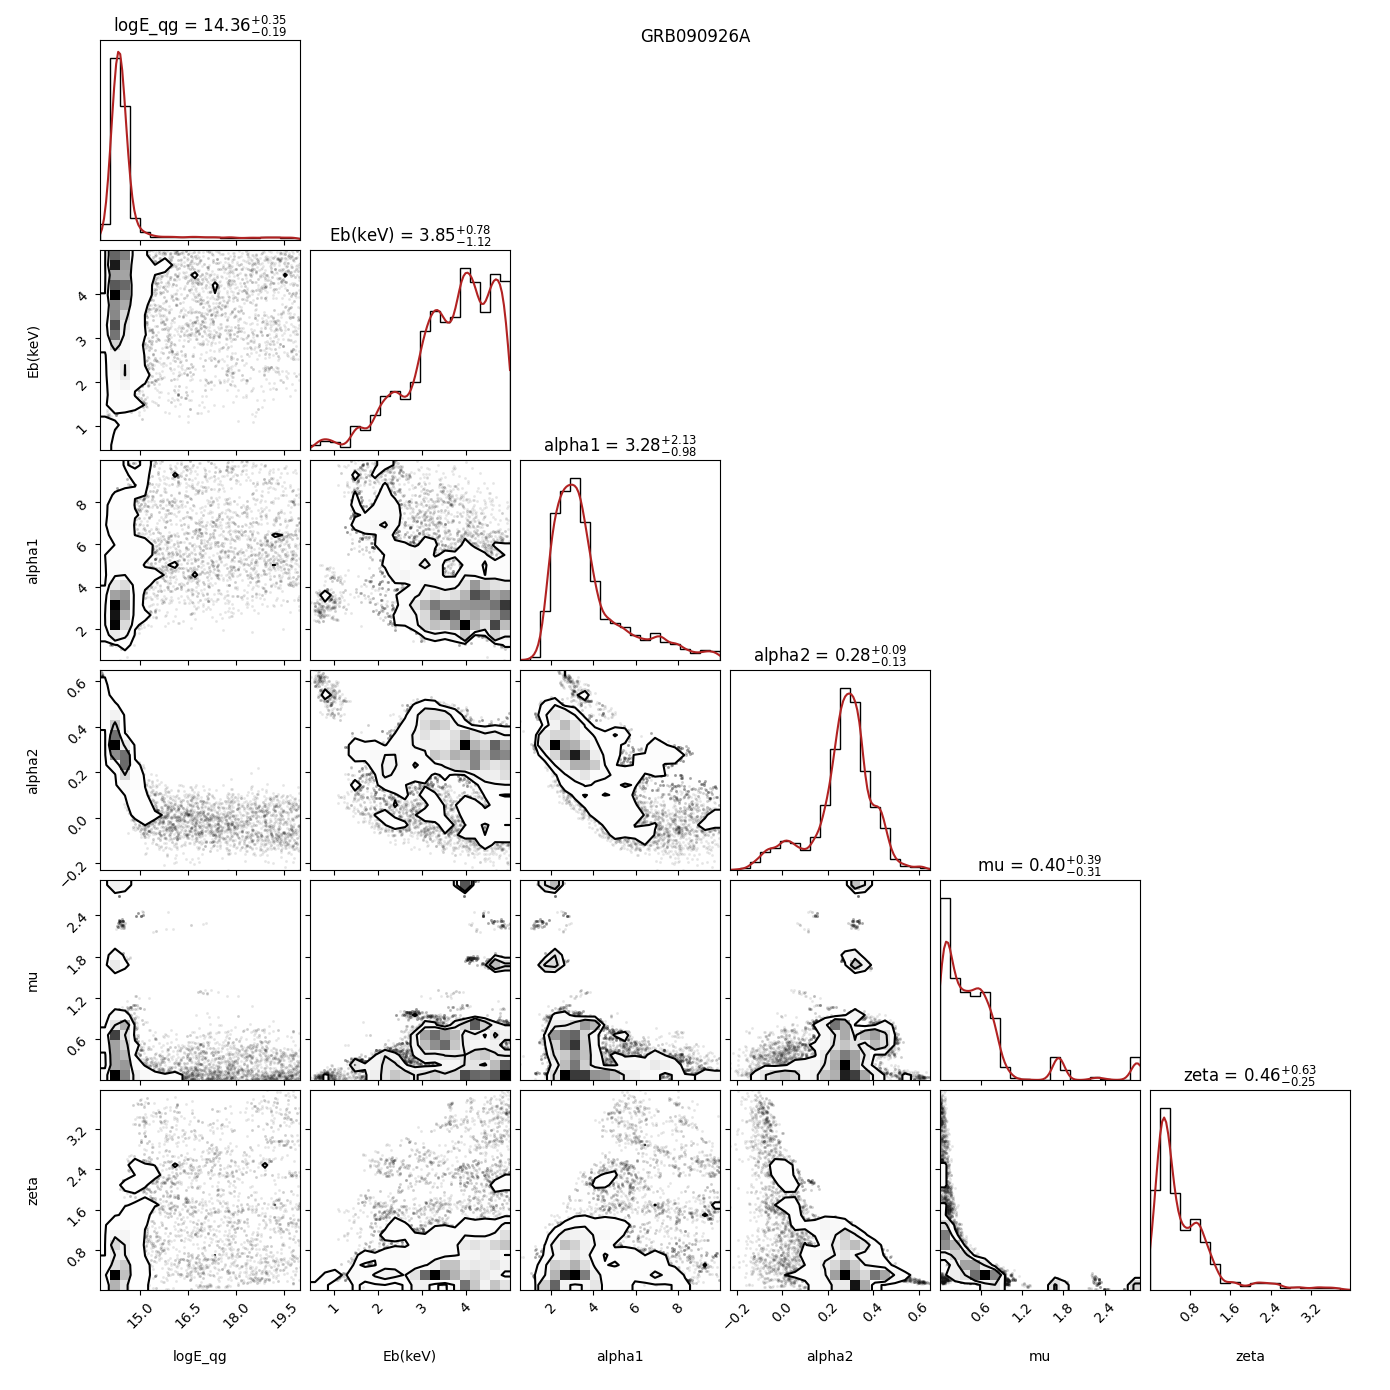 GRB090926A
logE_qg = 14.36+0.35−0.19
Eb(keV) = 3.85+0.78−1.12
Eb(keV)
4
3
2
1
alpha1 = 3.28+2.13−0.98
alpha1
8
6
4
2
alpha2 = 0.28+0.09−0.13
alpha2
0.6
0.4
0.2
0.0
−0.2
mu = 0.40+0.39−0.31
mu
2.4
1.8
1.2
0.6
zeta = 0.46+0.63−0.25
zeta
3.2
2.4
1.6
0.8
15.0 16.5 18.0 19.5
1 2 3 4
2 4 6 8
−0.2 0.0 0.2 0.4 0.6
0.6 1.2 1.8 2.4
0.8 1.6 2.4 3.2
logE_qg Eb(keV) alpha1 alpha2 mu zeta